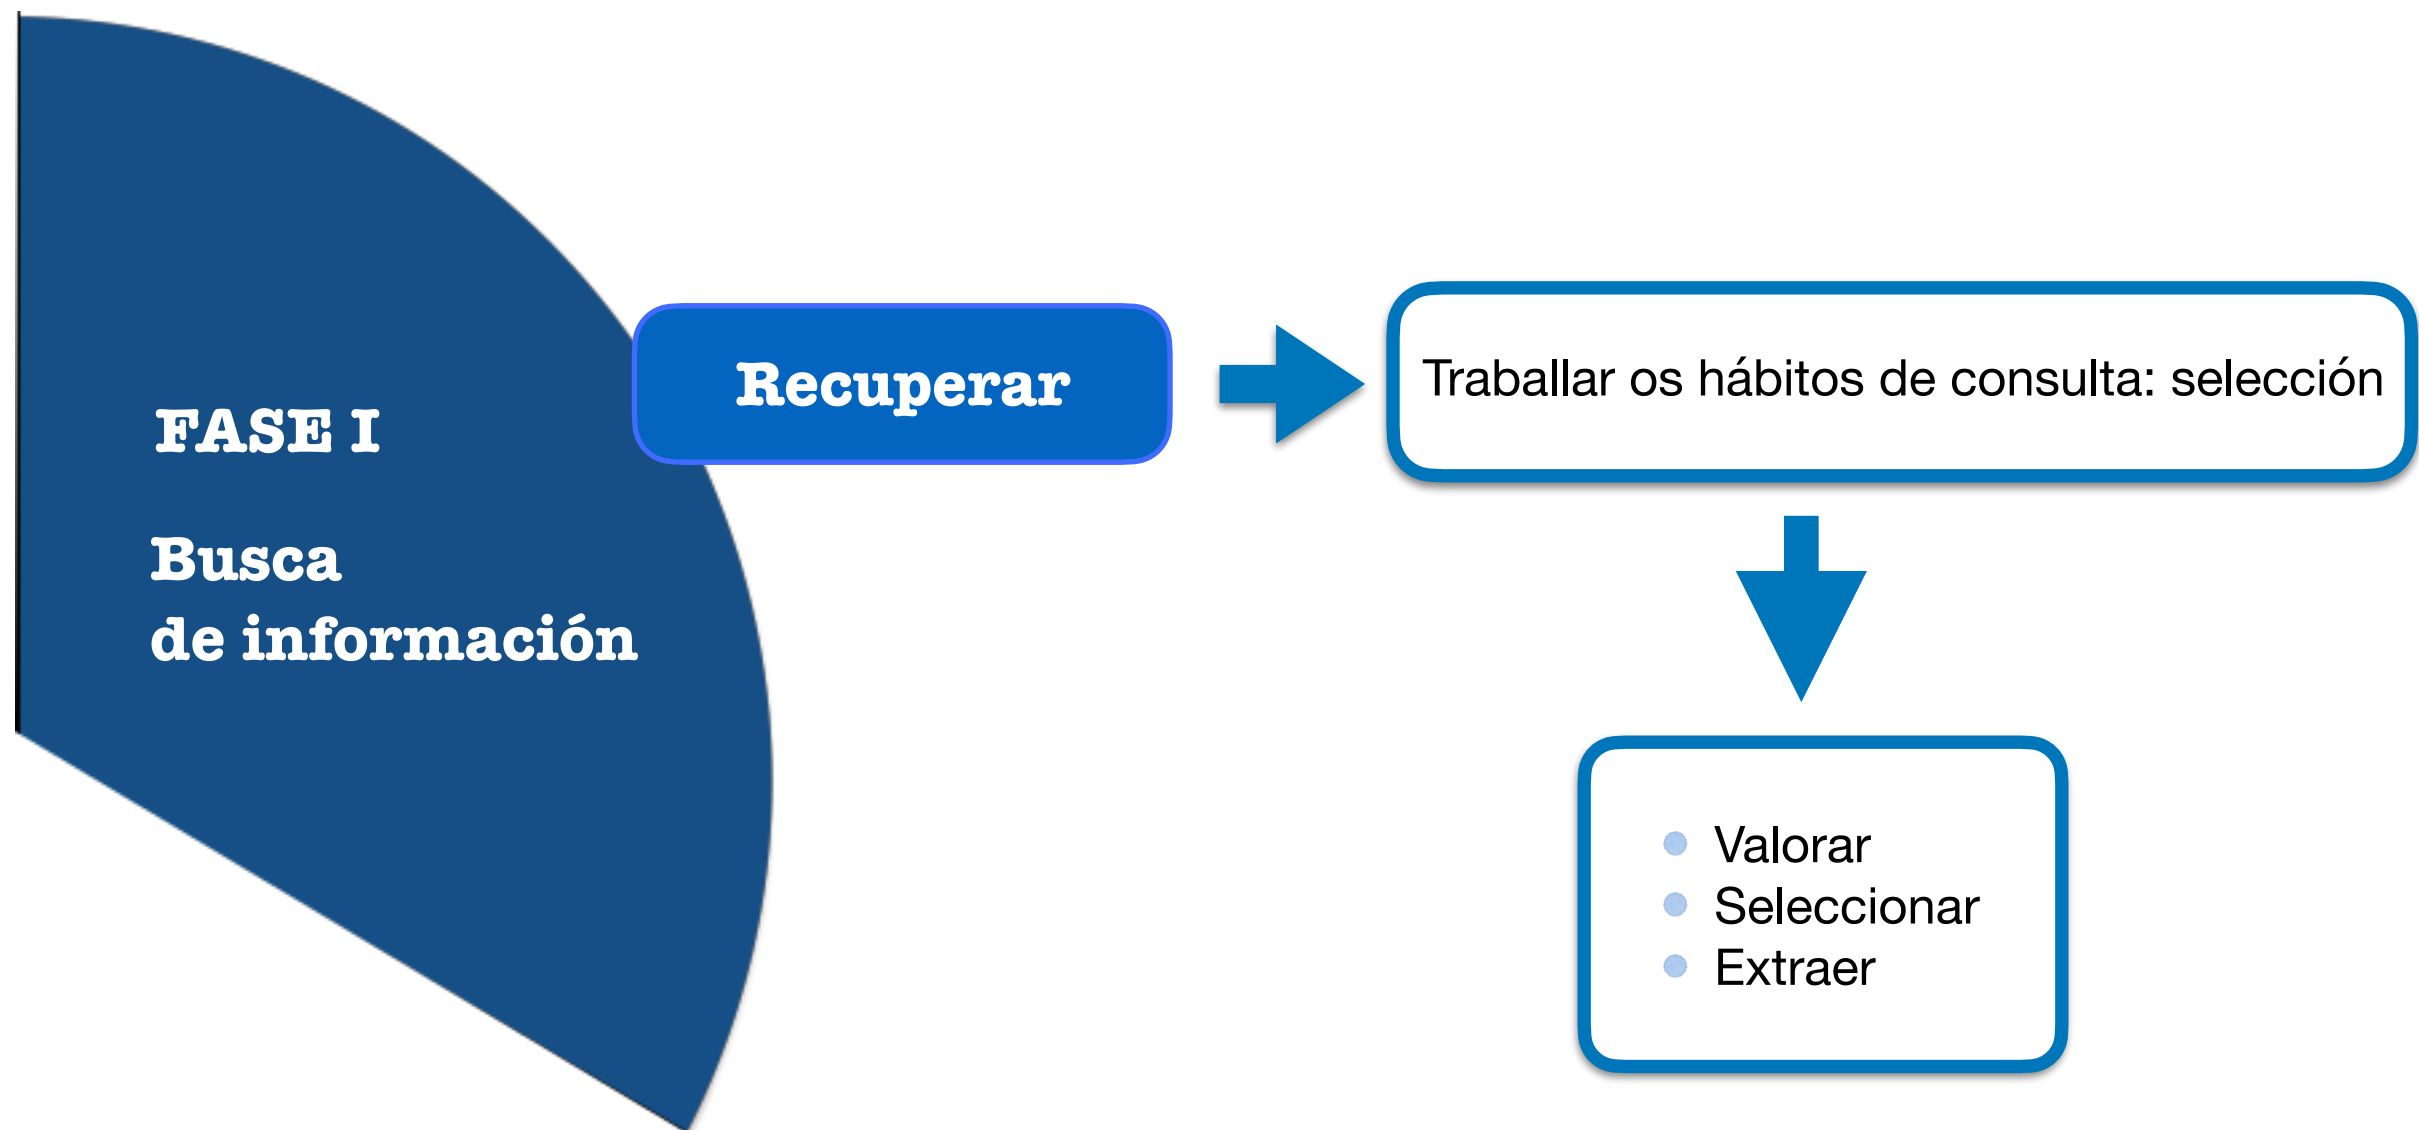 FASE I
Busca
de información
Recuperar
Traballar os hábitos de consulta: selección
Valorar
Seleccionar
Extraer